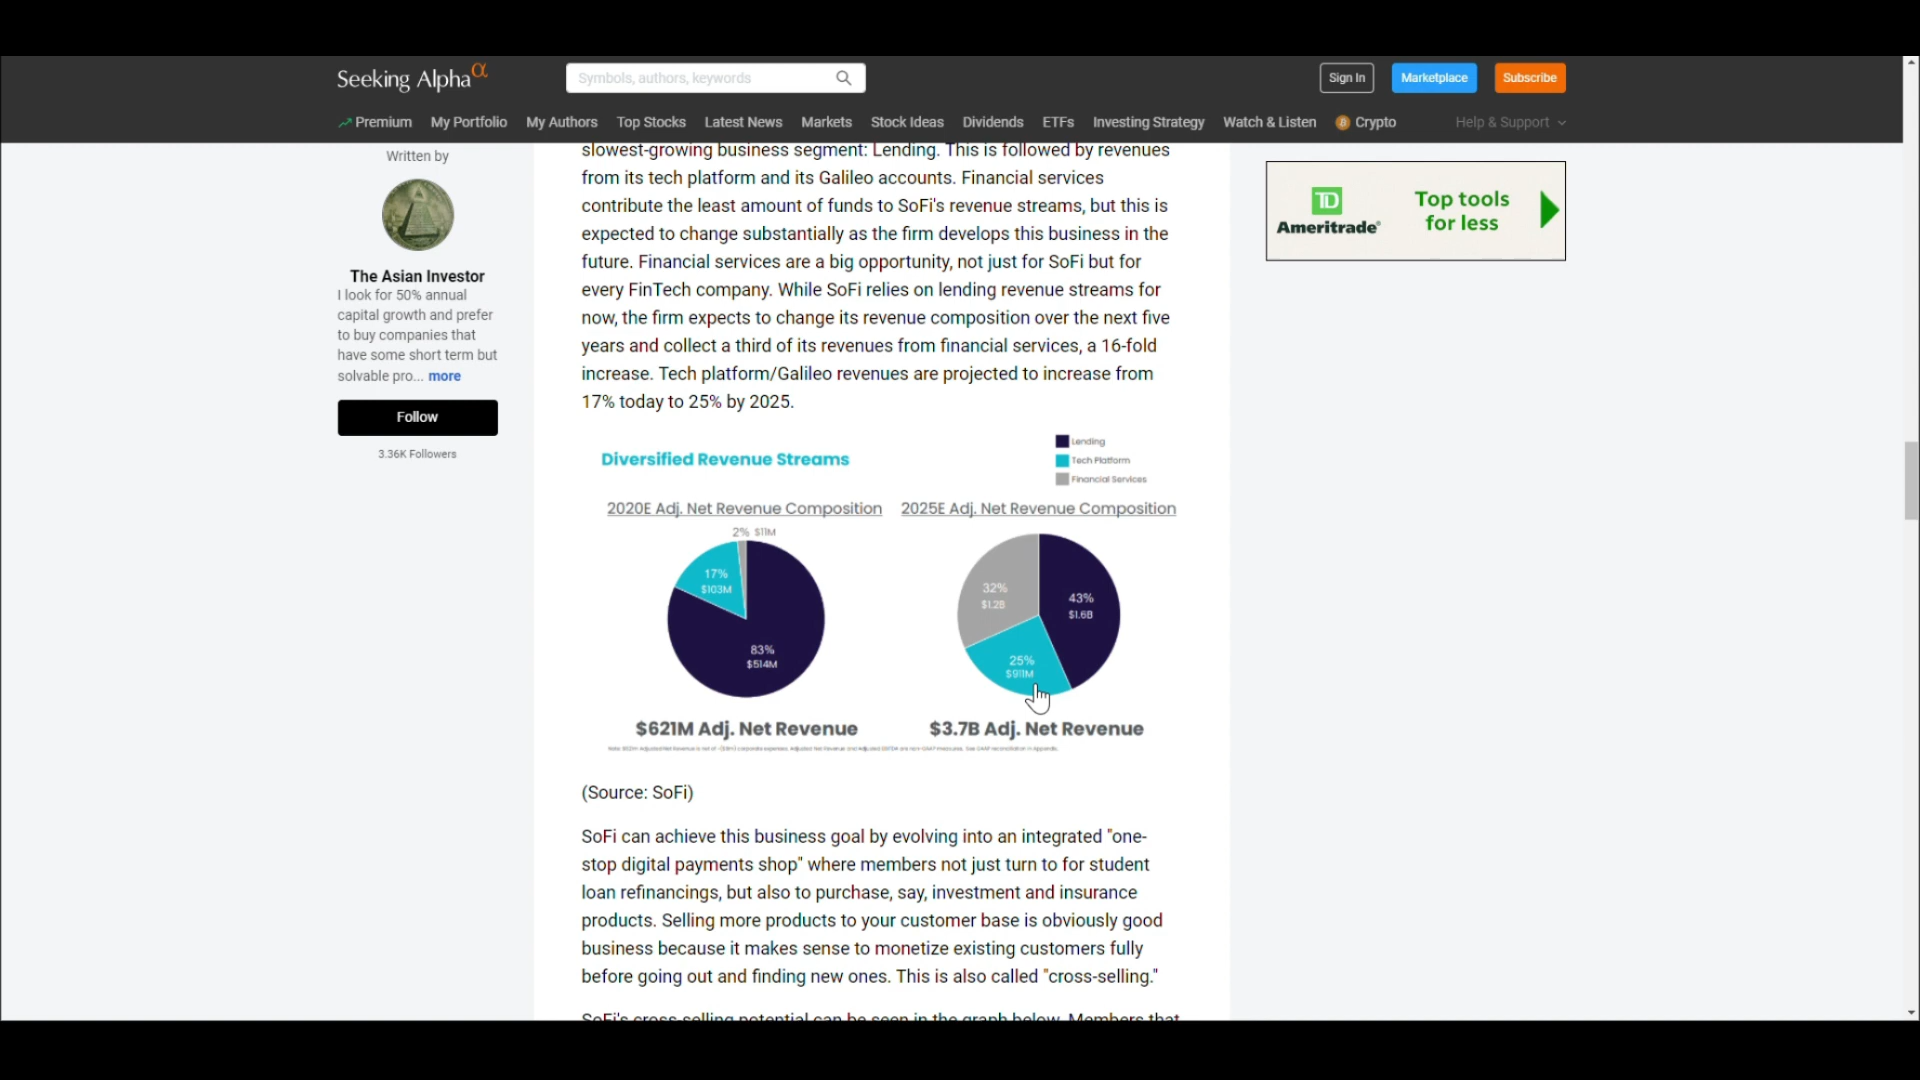 Seeking Alphaα
Symbols, authors, keywords
Sign In
Marketplace
Subscribe
Premium My Portfolio My Authors Top Stocks Latest News Markets Stock Ideas Dividends ETFs Investing Strategy Watch & Listen Crypto Help & Support
Written by
The Asian Investor
I look for 50% annual
capital growth and prefer
to buy companies that
have some short term but
solvable pro... more
Follow
3.36K Followers
slowest-growing business segment: Lending. This is followed by revenues
from its tech platform and its Galileo accounts. Financial services
contribute the least amount of funds to SoFi's revenue streams, but this is
expected to change substantially as the firm develops this business in the
future. Financial services are a big opportunity, not just for SoFi but for
every FinTech company. While SoFi relies on lending revenue streams for
now, the firm expects to change its revenue composition over the next five
years and collect a third of its revenues from financial services, a 16-fold
increase. Tech platform/Galileo revenues are projected to increase from
17% today to 25% by 2025.
Diversified Revenue Streams
Lending
Tech Platform
Financial Services
2020E Adj. Net Revenue Composition
2% $11M
17%
$103M
83%
$514M
$621M Adj. Net Revenue
2025E Adj. Net Revenue Composition
32%
$1.2B
43%
$1.6B
25%
$911M
$3.7B Adj. Net Revenue
(Source: SoFi)
SoFi can achieve this business goal by evolving into an integrated "one-
stop digital payments shop" where members not just turn to for student
loan refinancings, but also to purchase, say, investment and insurance
products. Selling more products to your customer base is obviously good
business because it makes sense to monetize existing customers fully
before going out and finding new ones. This is also called "cross-selling."
SoFi's cross-selling potential can be seen in the graph below. Members that
TD
Ameritrade®
Top tools
for less